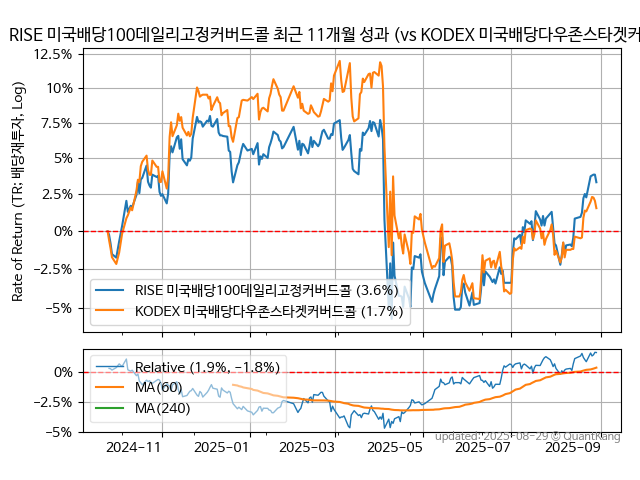 RISE 미국배당100데일리고정커버드콜 최근 11개월 성과 (vs KODEX 미국배당다우존스타겟커
12.5%
10%
7.5%
5%
2.5%
0%
−2.5%
−5%
Rate of Return (TR: 배당재투자, Log)
RISE 미국배당100데일리고정커버드콜 (3.6%)
KODEX 미국배당다우존스타겟커버드콜 (1.7%)
0%
−2.5%
−5%
Relative (1.9%, −1.8%)
MA(60)
MA(240)
updated: 2025-08-29 © QuantKang
2024−11
2025−01
2025−03
2025−05
2025−07
2025−09